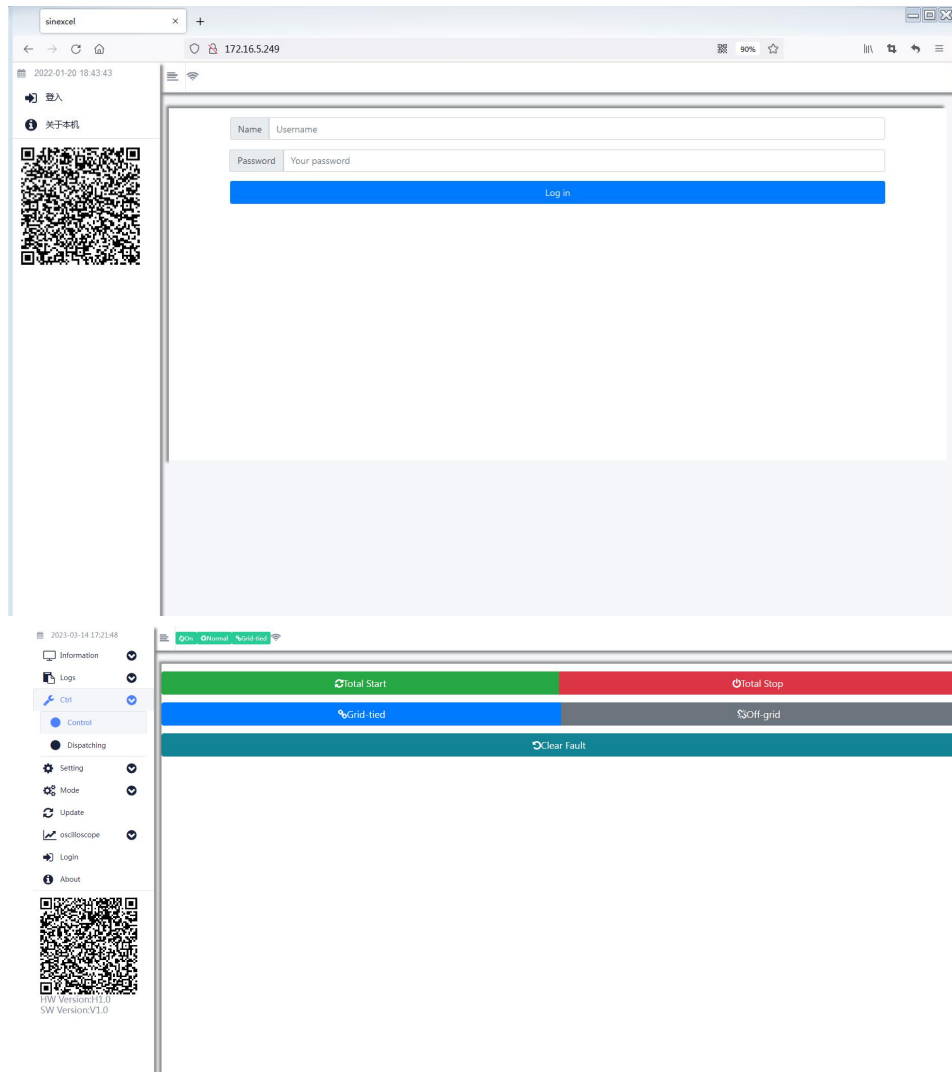 sinexcel
172.16.5.249
90%
2022-01-20 18:43:43
登入
关于本机
Name Username
Password Your password
Log in
2023-03-14 17:21:48
On Normal Grid-tied
Information
Logs
Ctrl
Control
Dispatching
Setting
Mode
Update
oscilloscope
Login
About
HW Version:H1.0
SW Version:V1.0
Total Start Total Stop
Grid-tied Off-grid
Clear Fault